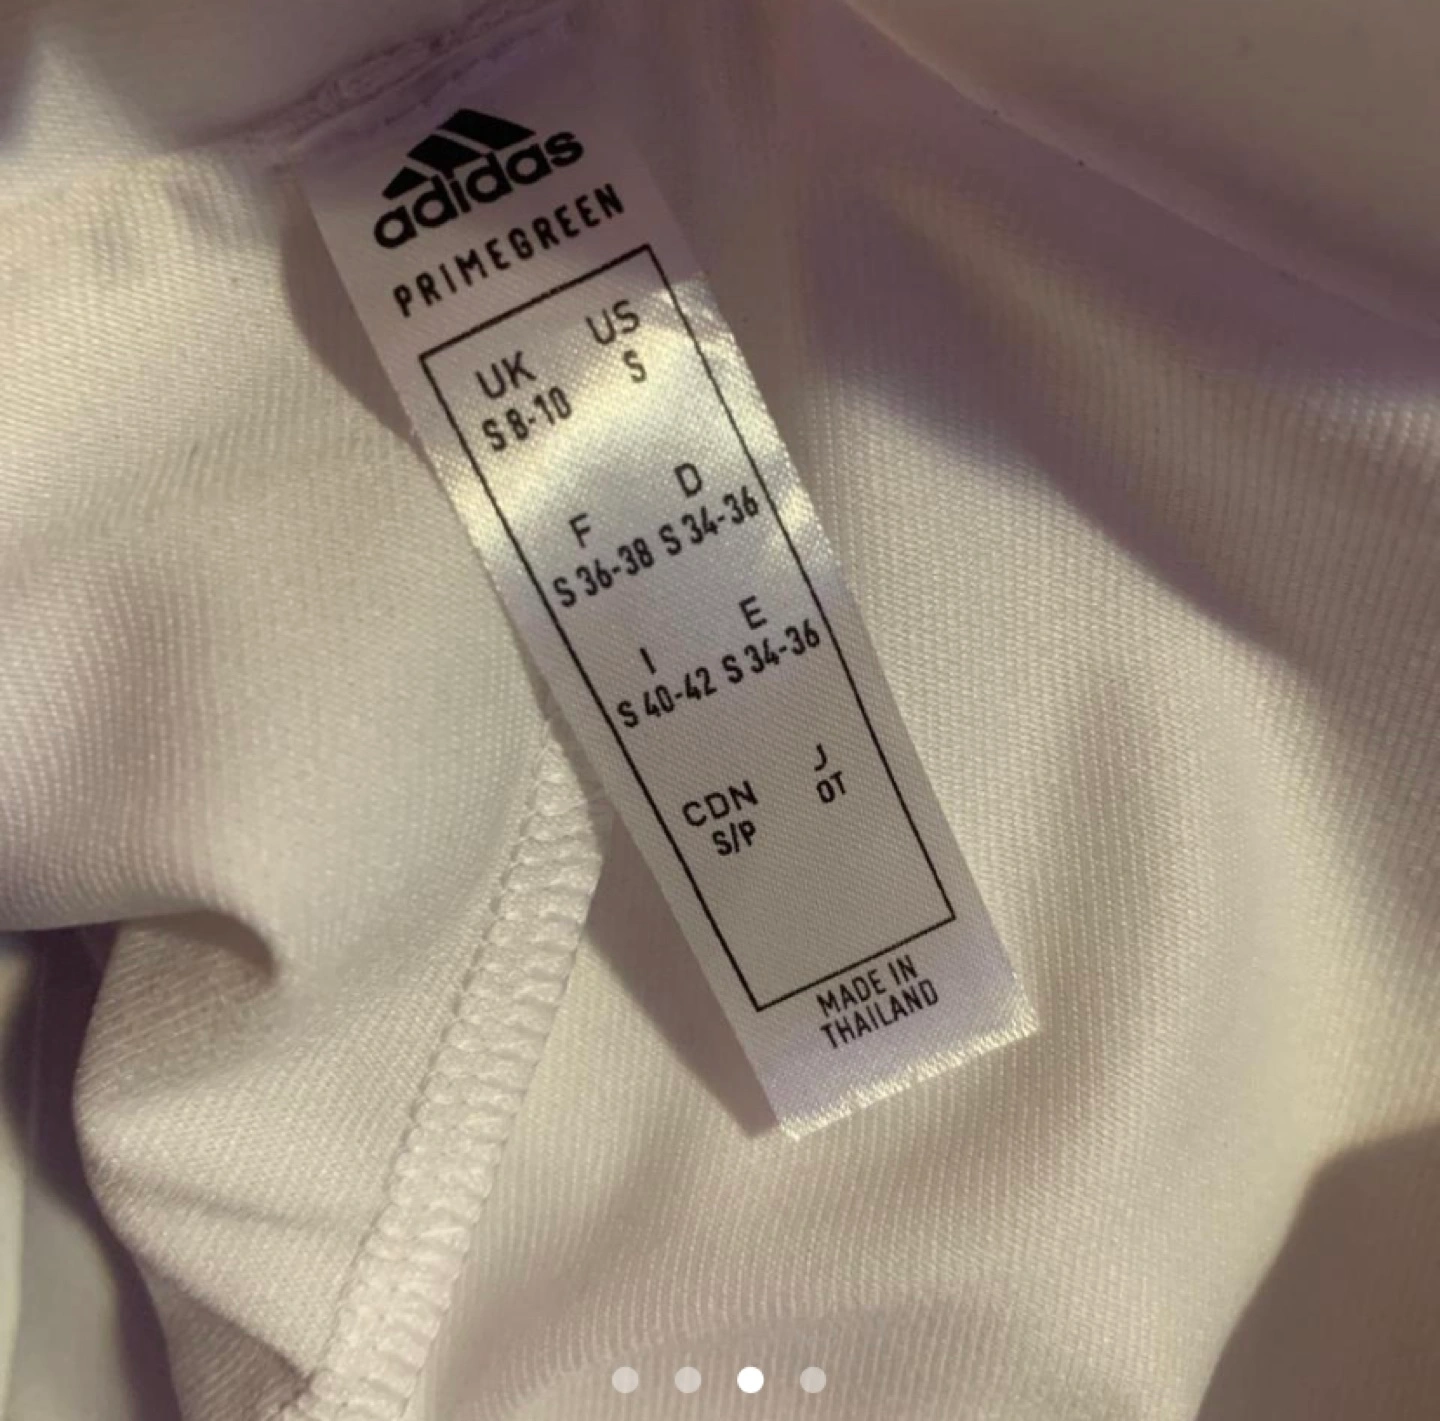 adidas
PRIMEGREEN
UK US
S 8-10 S
F D
S 36-38 S 34-36
I E
S 40-42 S 34-36
CDN J
S/P OT
MADE IN
THAILAND